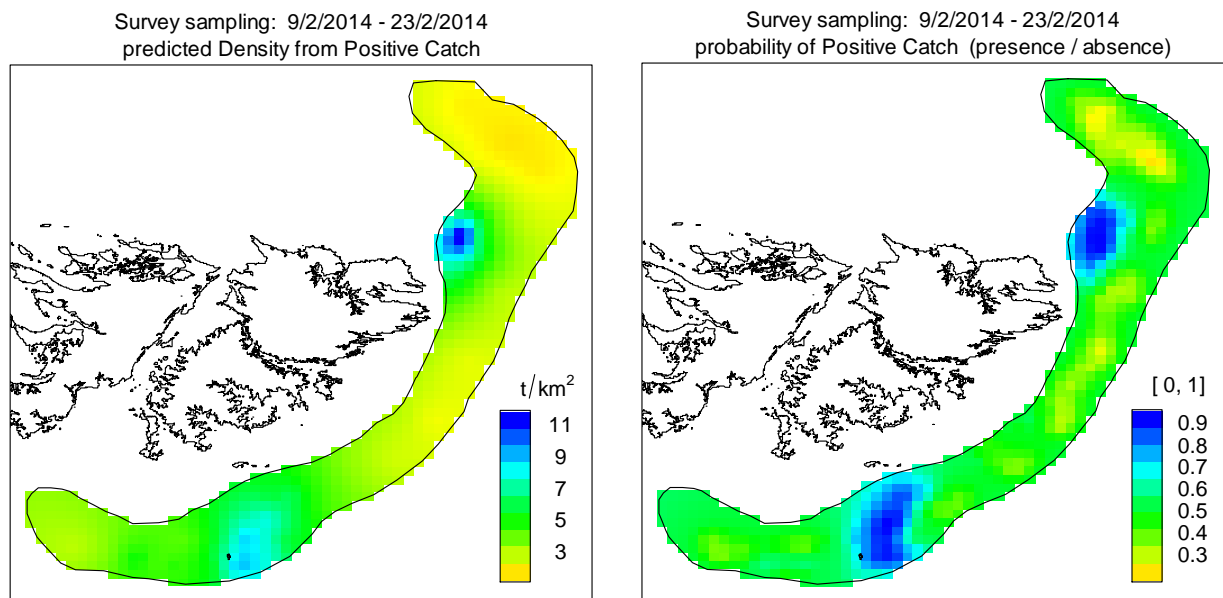 Survey sampling: 9/2/2014 - 23/2/2014
predicted Density from Positive Catch
t/km²
11
9
7
5
3
Survey sampling: 9/2/2014 - 23/2/2014
probability of Positive Catch (presence / absence)
[ 0, 1]
0.9
0.8
0.7
0.6
0.5
0.4
0.3